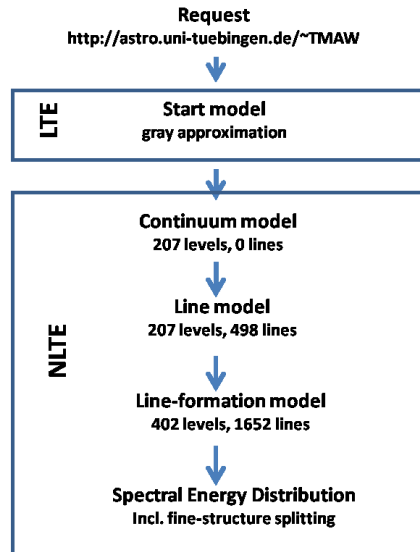 Request
http://astro.uni-tuebingen.de/~TMAW
LTE
Start model
gray approximation
NLTE
Continuum model
207 levels, 0 lines
Line model
207 levels, 498 lines
Line-formation model
402 levels, 1652 lines
Spectral Energy Distribution
Incl. fine-structure splitting